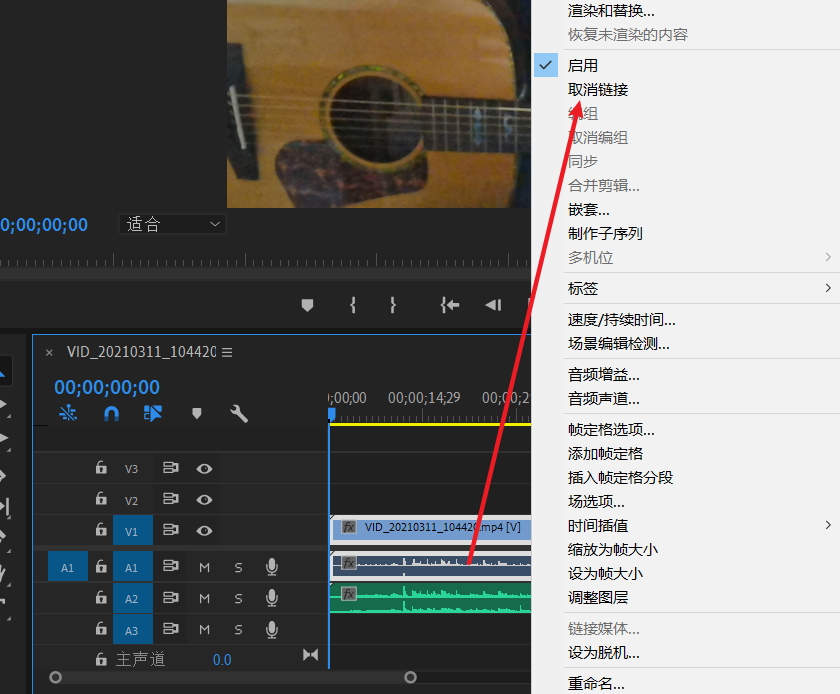 渲染和替换...
恢复未渲染的内容
启用
取消链接
编组
取消编组
同步
合并剪辑...
嵌套...
制作子序列
多机位
标签
速度/持续时间...
场景编辑检测...
音频增益...
音频声道...
帧定格选项...
添加帧定格
插入帧定格分段
场选项...
时间插值
缩放为帧大小
设为帧大小
调整图层
链接媒体...
设为脱机...
重命名...
0;00;00;00
适合
× VID_20210311_104420
00;00;00;00
;00;00 00;00;14;29 00;00;2
V3
V2
V1 fx VID_20210311_104420.mp4 [V]
A1 A1 M S fx
A2 M S fx
A3 M S
主声道 0.0